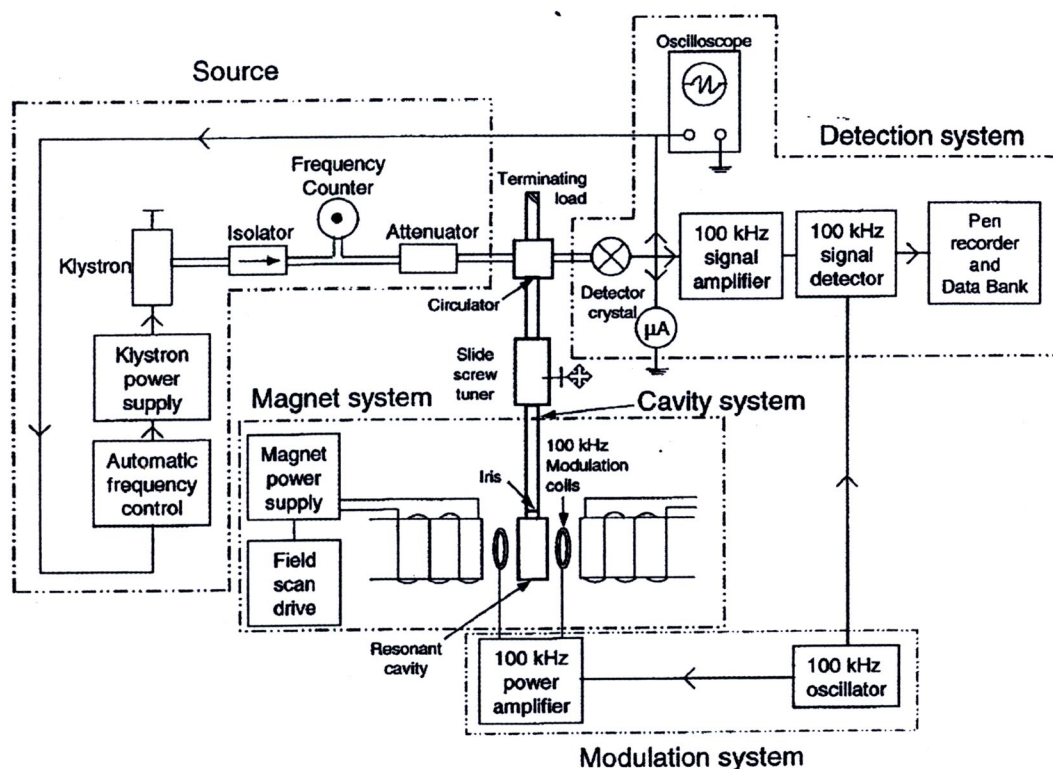 Oscilloscope
Source
Detection system
Frequency
Counter
Terminating
load
Isolator
Attenuator
Klystron
Circulator
Detector
crystal
100 kHz
signal
amplifier
100 kHz
signal
detector
Pen
recorder
and
Data Bank
μA
Klystron
power
supply
Slide
screw
tuner
Magnet system
Cavity system
Automatic
frequency
control
Magnet
power
supply
Iris
100 kHz
Modulation
coils
Field
scan
drive
Resonant
cavity
100 kHz
power
amplifier
100 kHz
oscillator
Modulation system